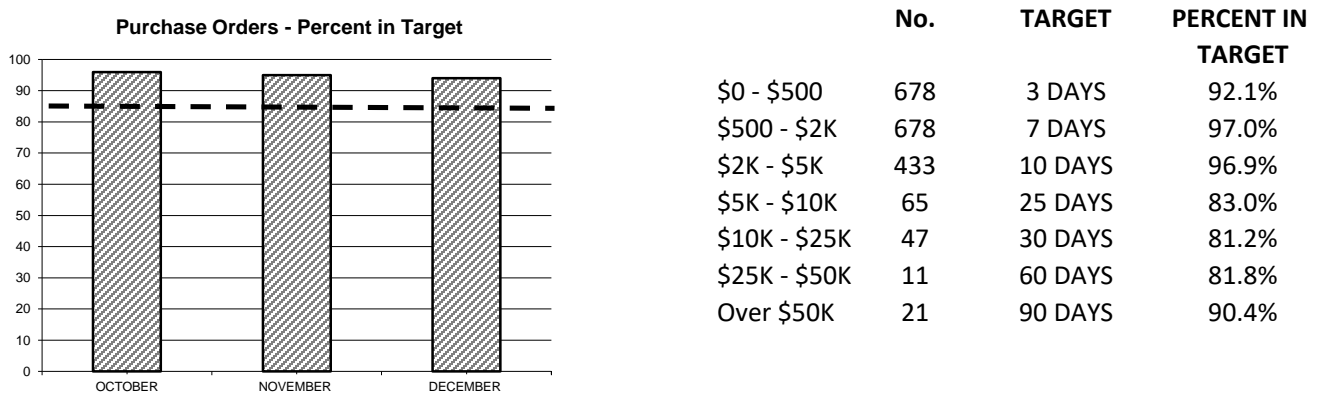 Purchase Orders - Percent in Target
100
90
80
70
60
50
40
30
20
10
0
OCTOBER NOVEMBER DECEMBER
No. TARGET PERCENT IN
TARGET
$0 - $500 678 3 DAYS 92.1%
$500 - $2K 678 7 DAYS 97.0%
$2K - $5K 433 10 DAYS 96.9%
$5K - $10K 65 25 DAYS 83.0%
$10K - $25K 47 30 DAYS 81.2%
$25K - $50K 11 60 DAYS 81.8%
Over $50K 21 90 DAYS 90.4%